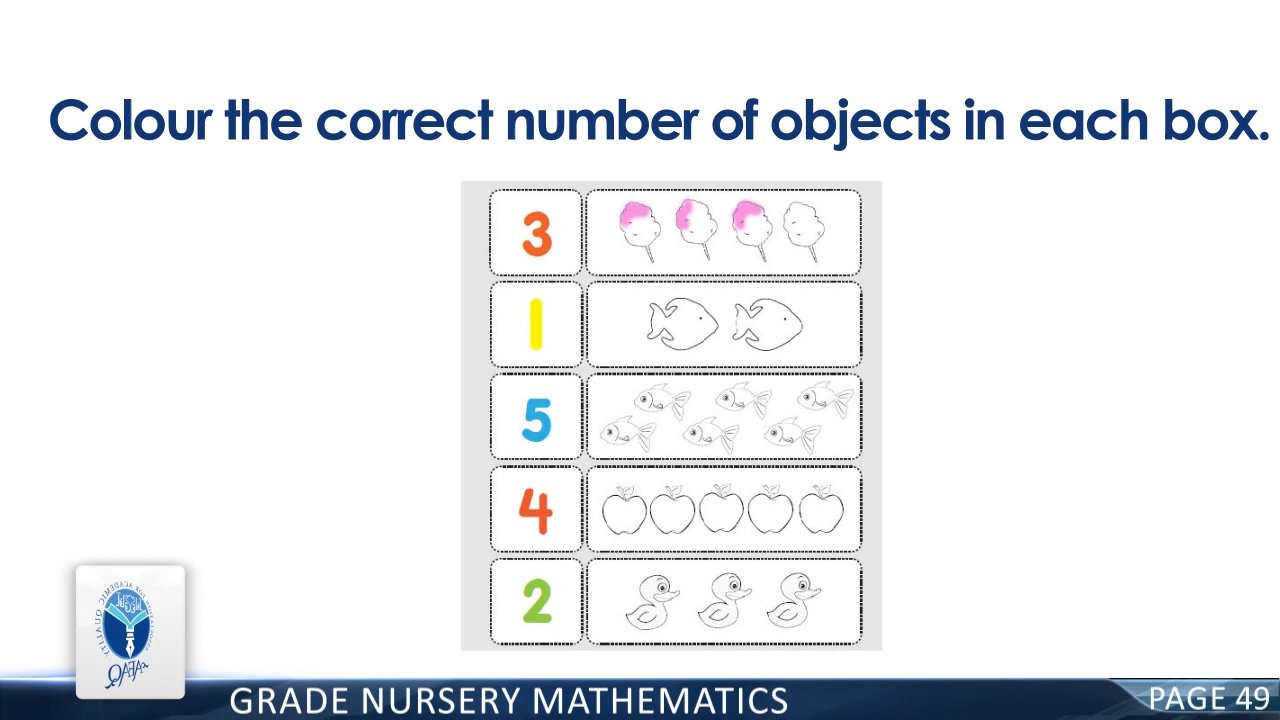 Colour the correct number of objects in each box.
3
1
5
4
2
QAFA
GRADE NURSERY MATHEMATICS
PAGE 49